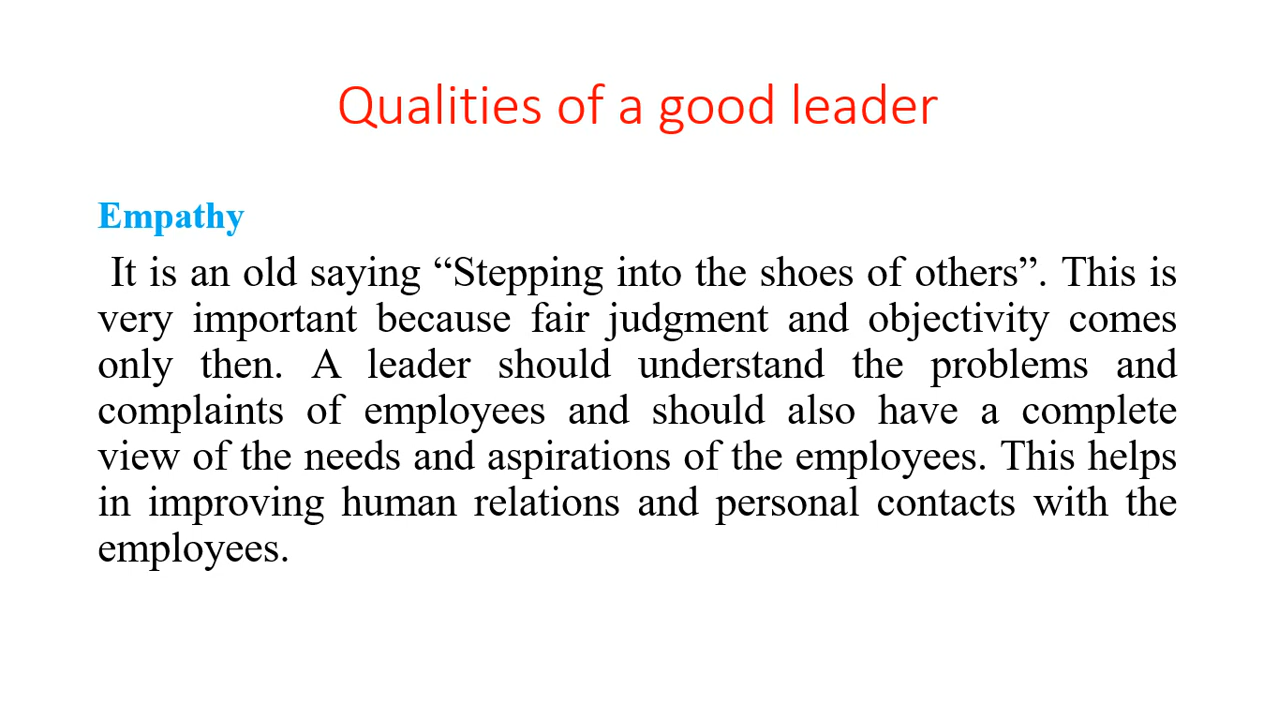 Qualities of a good leader
Empathy
It is an old saying “Stepping into the shoes of others”. This is
very important because fair judgment and objectivity comes
only then. A leader should understand the problems and
complaints of employees and should also have a complete
view of the needs and aspirations of the employees. This helps
in improving human relations and personal contacts with the
employees.